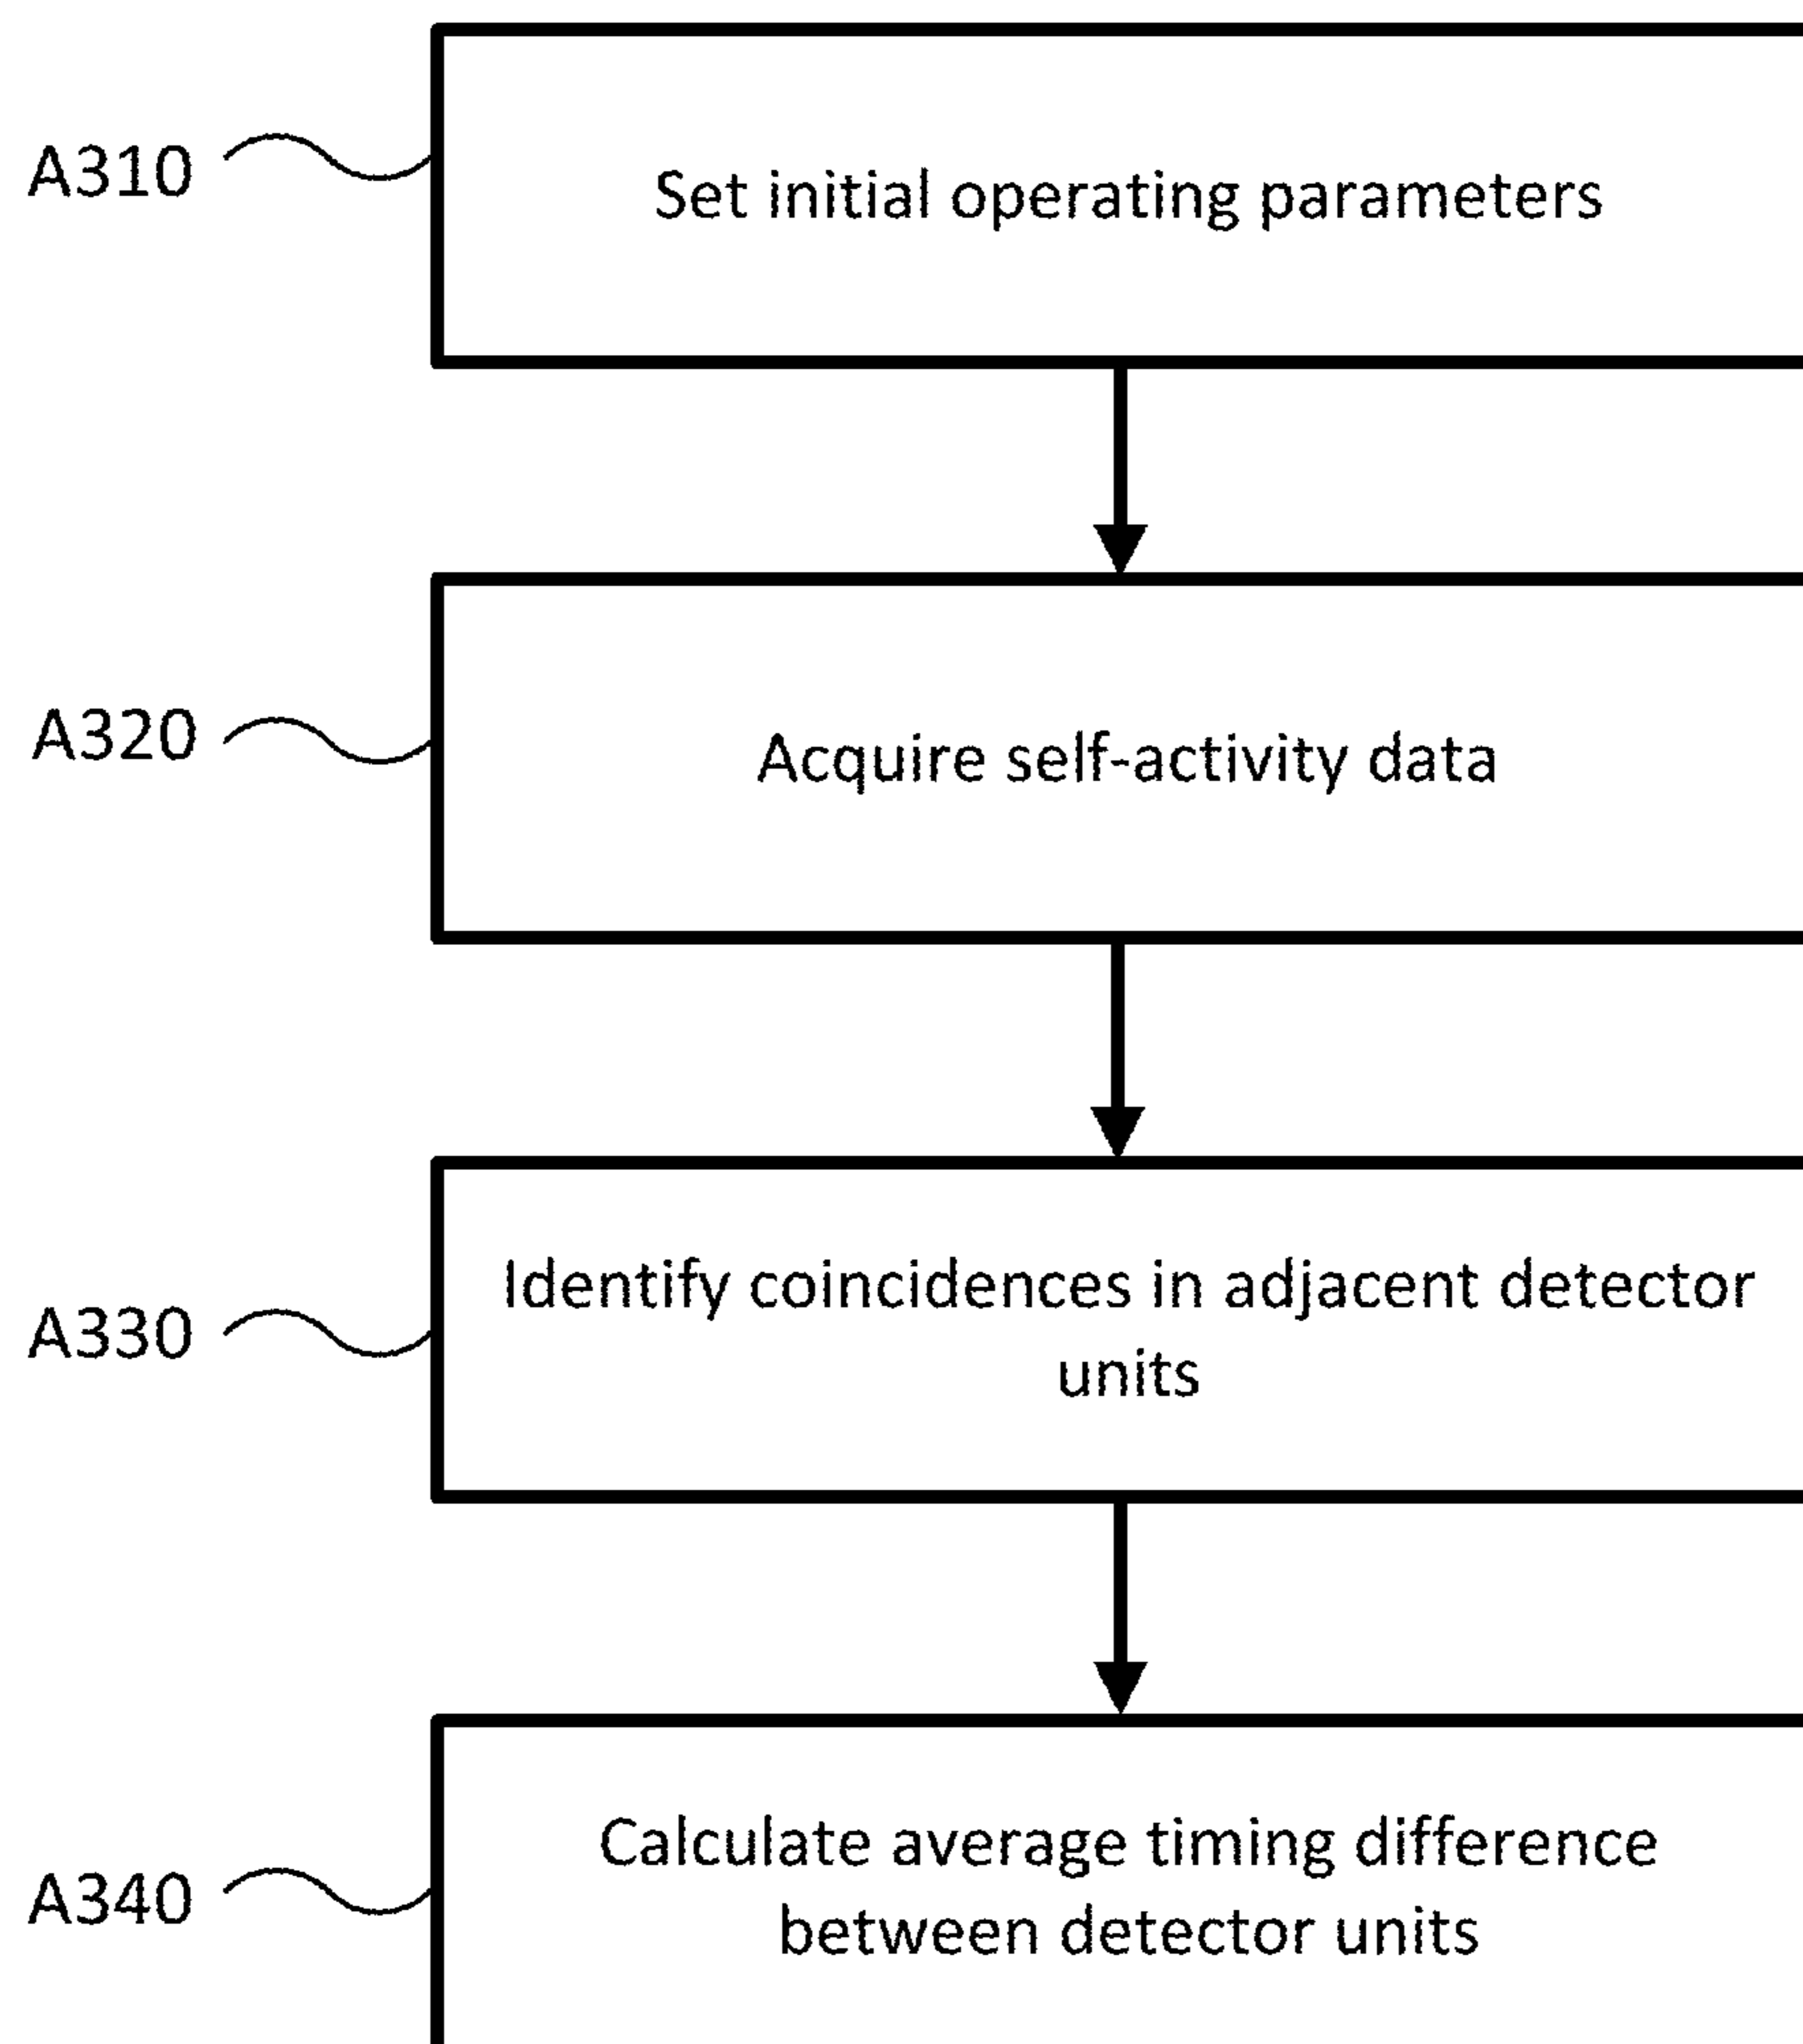 A310
Set initial operating parameters
A320
Acquire self-activity data
A330
Identify coincidences in adjacent detector
units
A340
Calculate average timing difference
between detector units